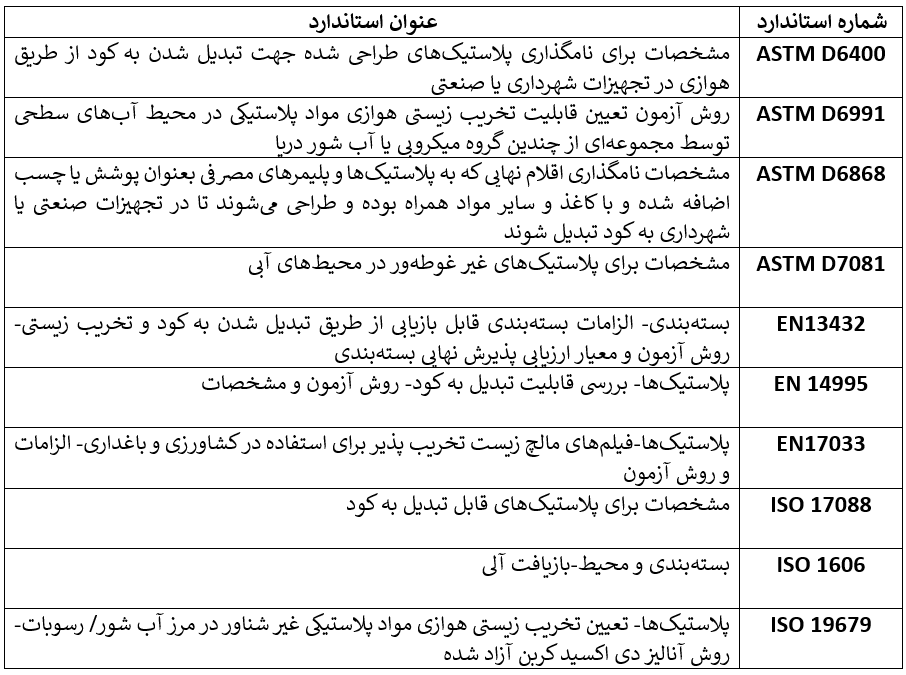 شماره استاندارد	عنوان استاندارد
ASTM D6400	مشخصات برای نامگذاری پلاستیک‌های طراحی شده جهت تبدیل شدن به کود از طریق
هوازی در تجهیزات شهرداری یا صنعتی
ASTM D6991	روش آزمون تعیین قابلیت تخریب زیستی هوازی مواد پلاستیکی در محیط آب‌های سطحی
توسط مجموعه‌ای از چندین گروه میکروبی یا آب شور دریا
ASTM D6868	مشخصات نامگذاری اقلام نهایی که به پلاستیک‌ها و پلیمرهای مصرفی بعنوان پوشش یا چسب
اضافه شده و با کاغذ و سایر مواد همراه بوده و طراحی می‌شوند تا در تجهیزات صنعتی یا
شهرداری به کود تبدیل شوند
ASTM D7081	مشخصات برای پلاستیک‌های غیر غوطه‌ور در محیط‌های آبی
EN13432	بسته‌بندی- الزامات بسته‌بندی قابل بازیابی از طریق تبدیل شدن به کود و تخریب زیستی-
روش آزمون و معیار ارزیابی پذیرش نهایی بسته‌بندی
EN 14995	پلاستیک‌ها- بررسی قابلیت تبدیل به کود- روش آزمون و مشخصات
EN17033	پلاستیک‌ها-فیلم‌های مالچ زیست تخریب پذیر برای استفاده در کشاورزی و باغداری- الزامات
و روش آزمون
ISO 17088	مشخصات برای پلاستیک‌های قابل تبدیل به کود
ISO 1606	بسته‌بندی و محیط-بازیافت آلی
ISO 19679	پلاستیک‌ها- تعیین تخریب زیستی هوازی مواد پلاستیکی غیر شناور در مرز آب شور/ رسوبات-
روش آنالیز دی اکسید کربن آزاد شده